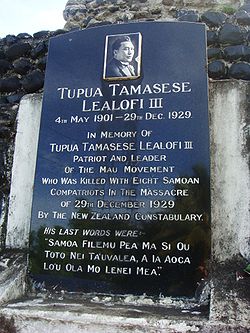 TUPUA TAMASESE
LEALOFI III
4TH MAY 1901 - 29TH DEC. 1929.
IN MEMORY OF
TUPUA TAMASESE LEALOFI III
PATRIOT AND LEADER
OF THE MAU MOVEMENT
WHO WAS KILLED WITH EIGHT SAMOAN
COMPATRIOTS IN THE MASSACRE
OF 29TH DECEMBER 1929
BY THE NEW ZEALAND CONSTABULARY.
HIS LAST WORDS WERE:-
"SAMOA FILEMU PEA MA SI OU
TOTO NEI TA'UVALEA, A IA AOGA
LO'U OLA MO LENEI MEA".